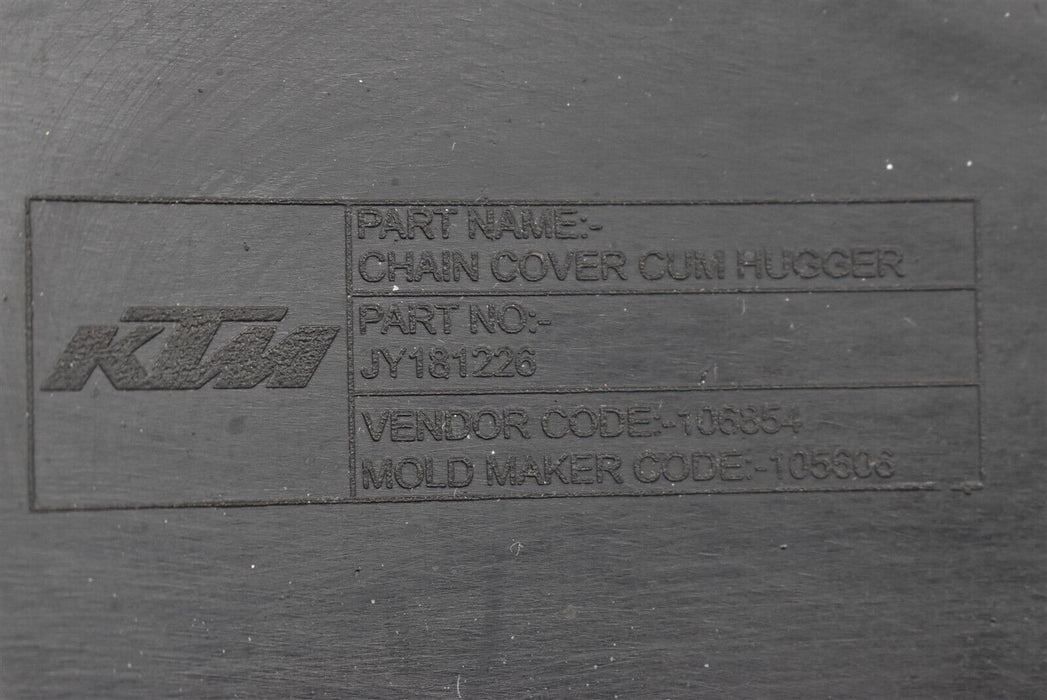 KTM
PART NAME:-
CHAIN COVER CUM HUGGER
PART NO:-
JY181226
VENDOR CODE:-106854
MOLD MAKER CODE:-105606